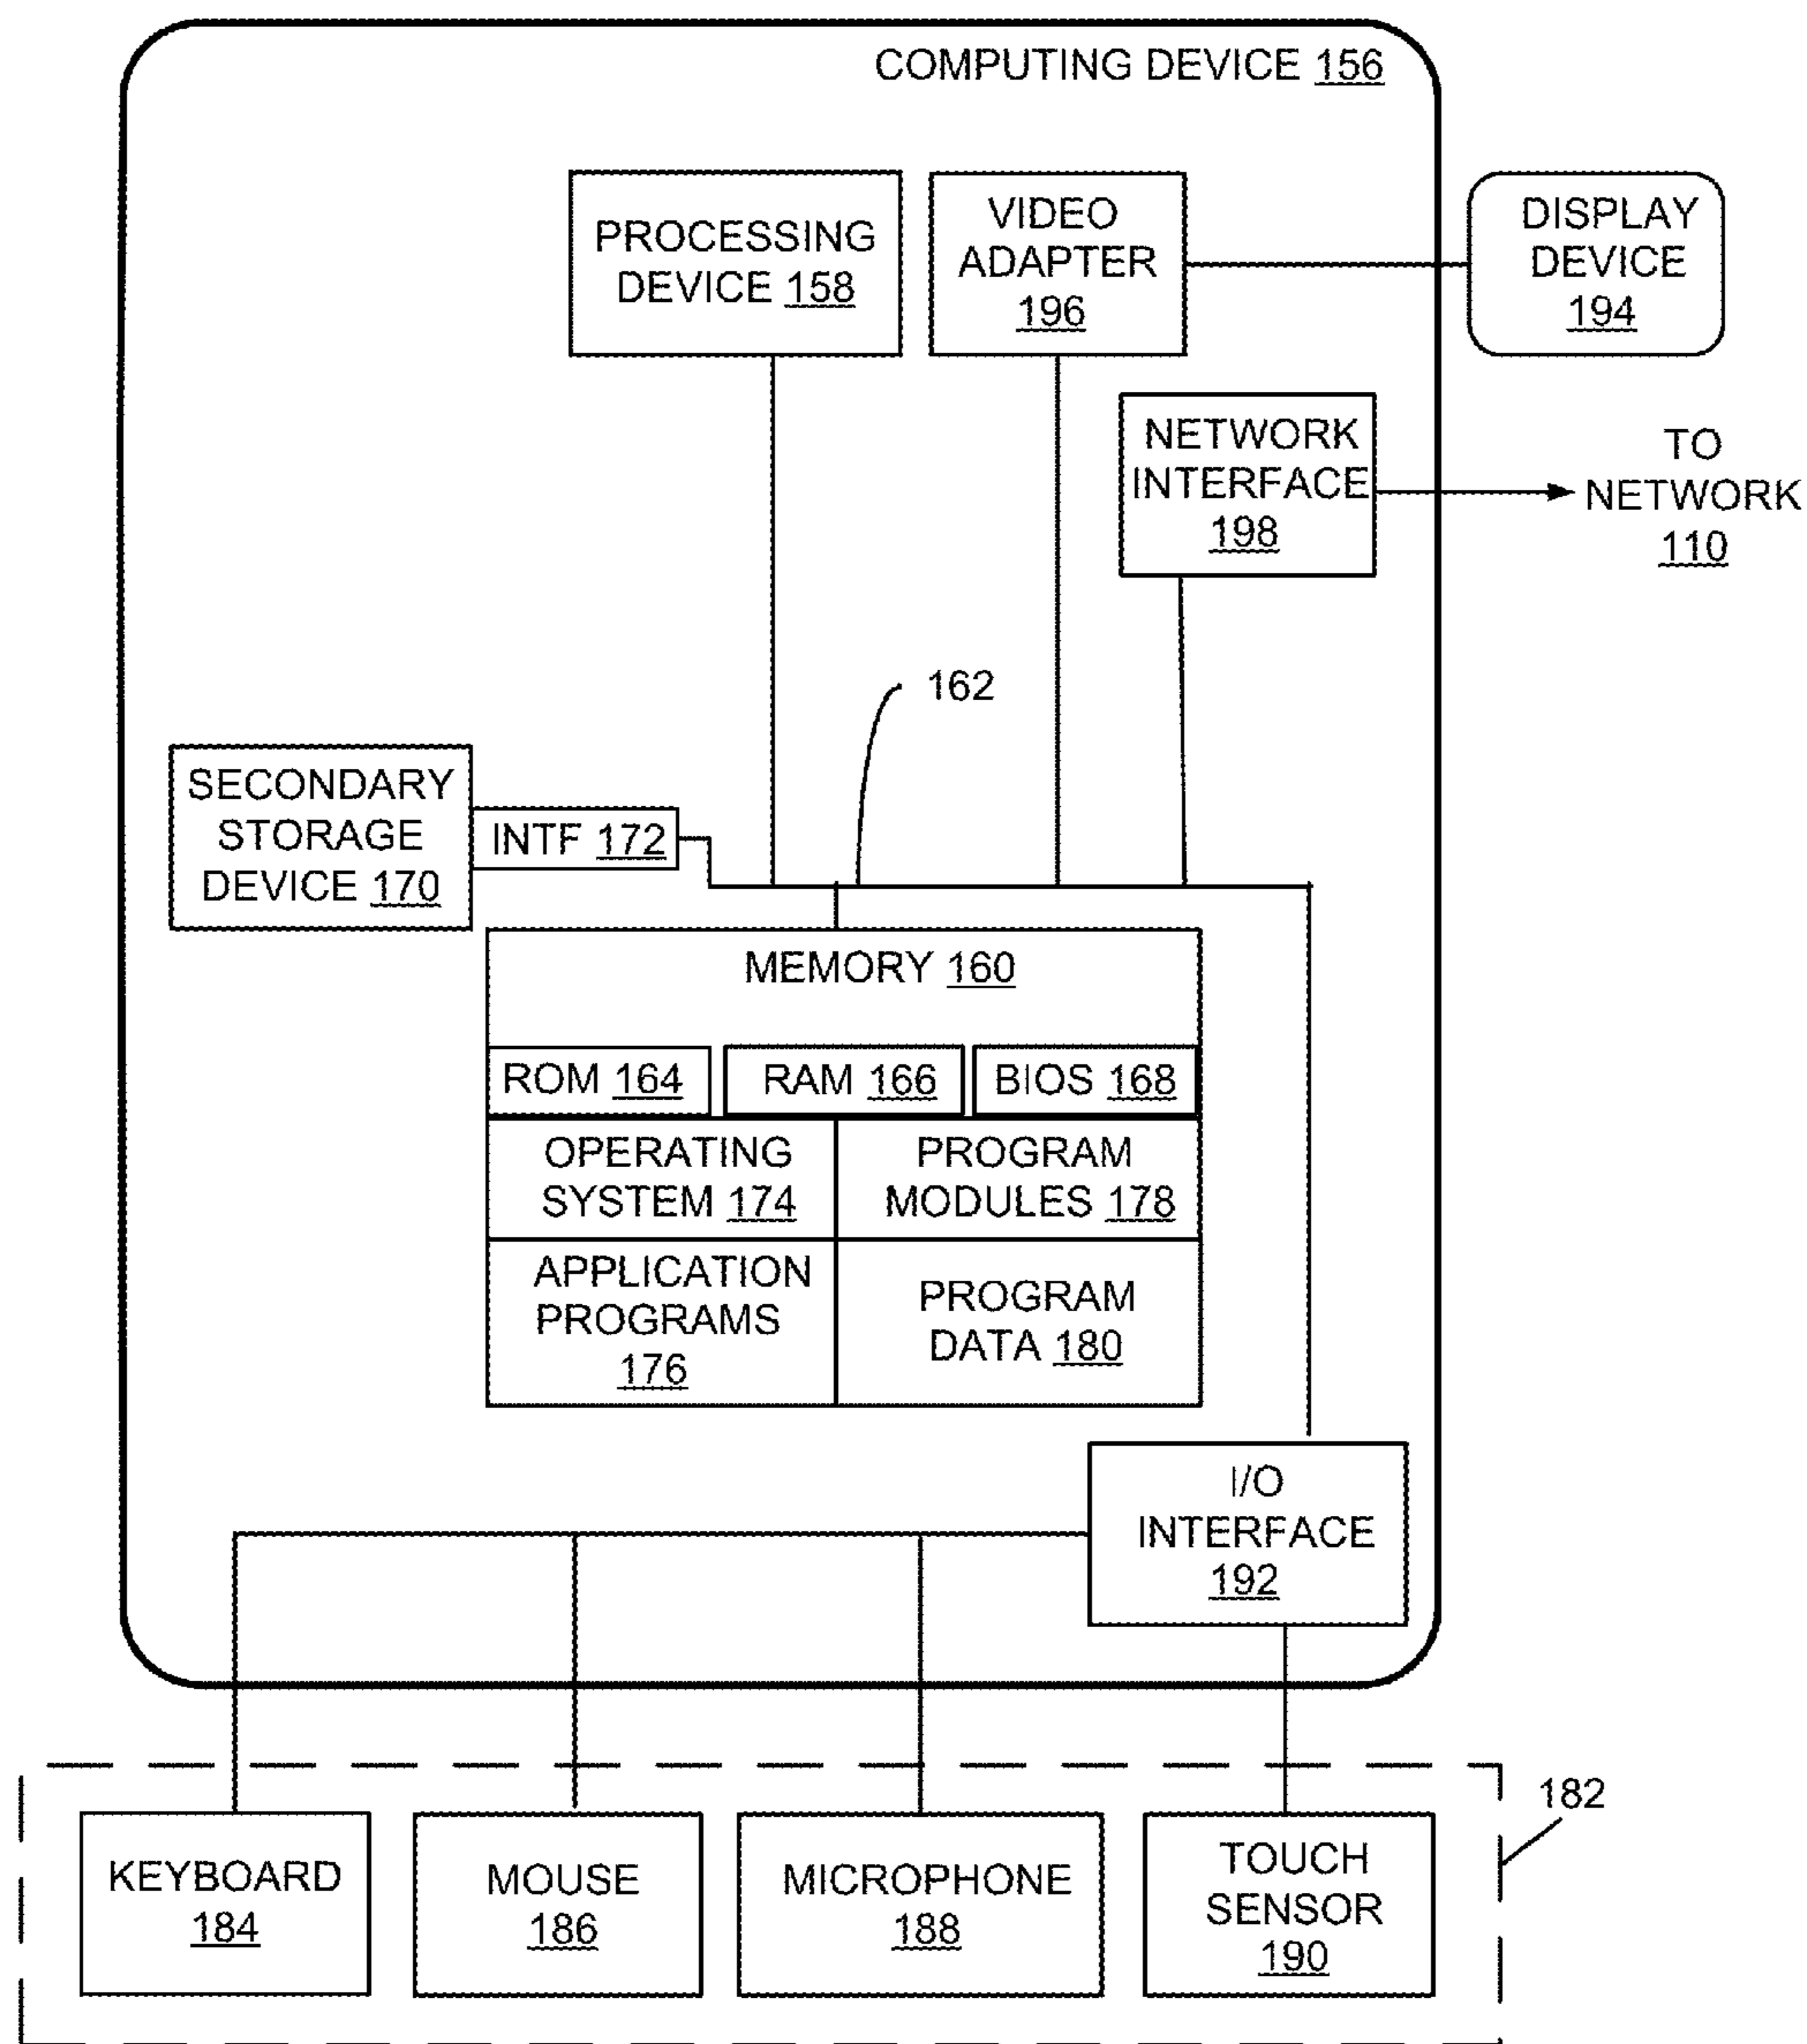 COMPUTING DEVICE 156
PROCESSING
DEVICE 158
VIDEO
ADAPTER
196
DISPLAY
DEVICE
194
NETWORK
INTERFACE
198
TO
NETWORK
110
162
SECONDARY
STORAGE
DEVICE 170
INTF 172
MEMORY 160
ROM 164
RAM 166
BIOS 168
OPERATING
SYSTEM 174
PROGRAM
MODULES 178
APPLICATION
PROGRAMS
176
PROGRAM
DATA 180
I/O
INTERFACE
192
182
KEYBOARD
184
MOUSE
186
MICROPHONE
188
TOUCH
SENSOR
190